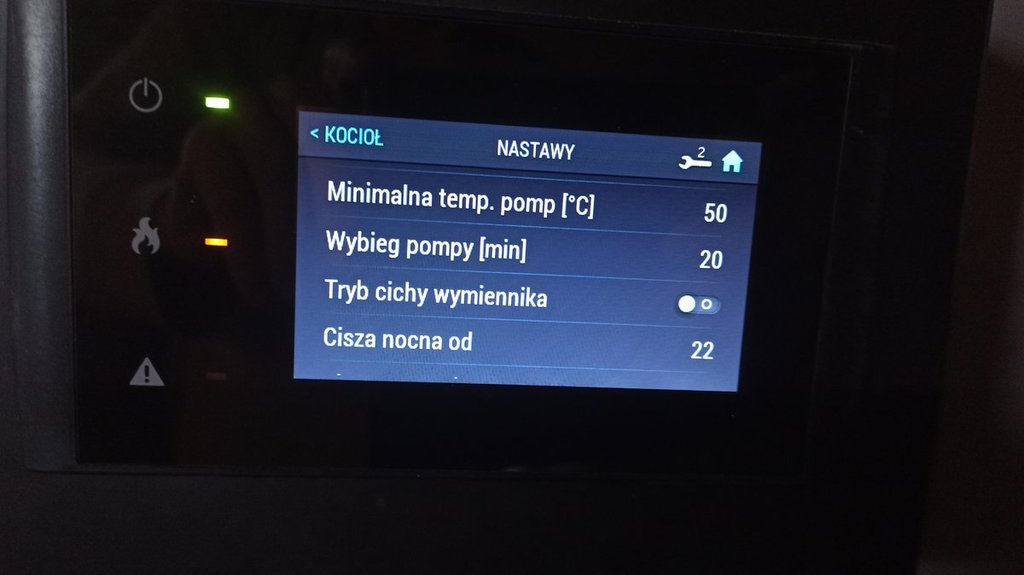 < KOCIOŁ NASTAWY 2
Minimalna temp. pomp [°C] 50
Wybieg pompy [min] 20
Tryb cichy wymiennika
Cisza nocna od 22